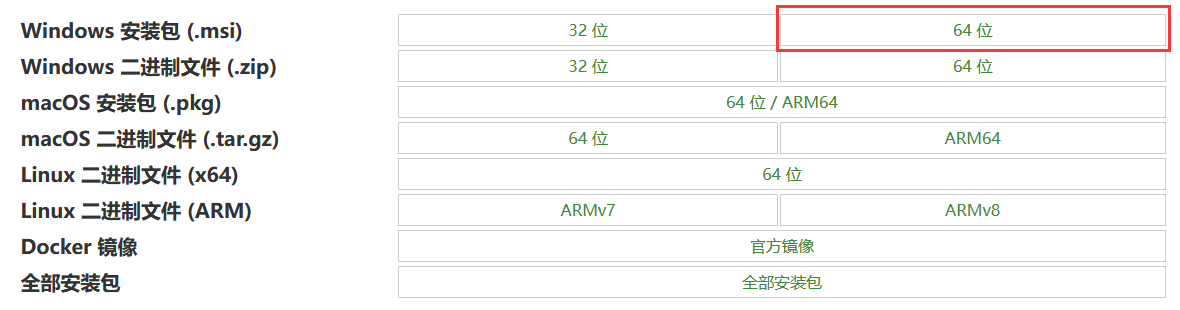 Windows 安装包 (.msi) 32 位 64 位
Windows 二进制文件 (.zip) 32 位 64 位
macOS 安装包 (.pkg) 64 位 / ARM64
macOS 二进制文件 (.tar.gz) 64 位 ARM64
Linux 二进制文件 (x64) 64 位
Linux 二进制文件 (ARM) ARMv7 ARMv8
Docker 镜像 官方镜像
全部安装包 全部安装包